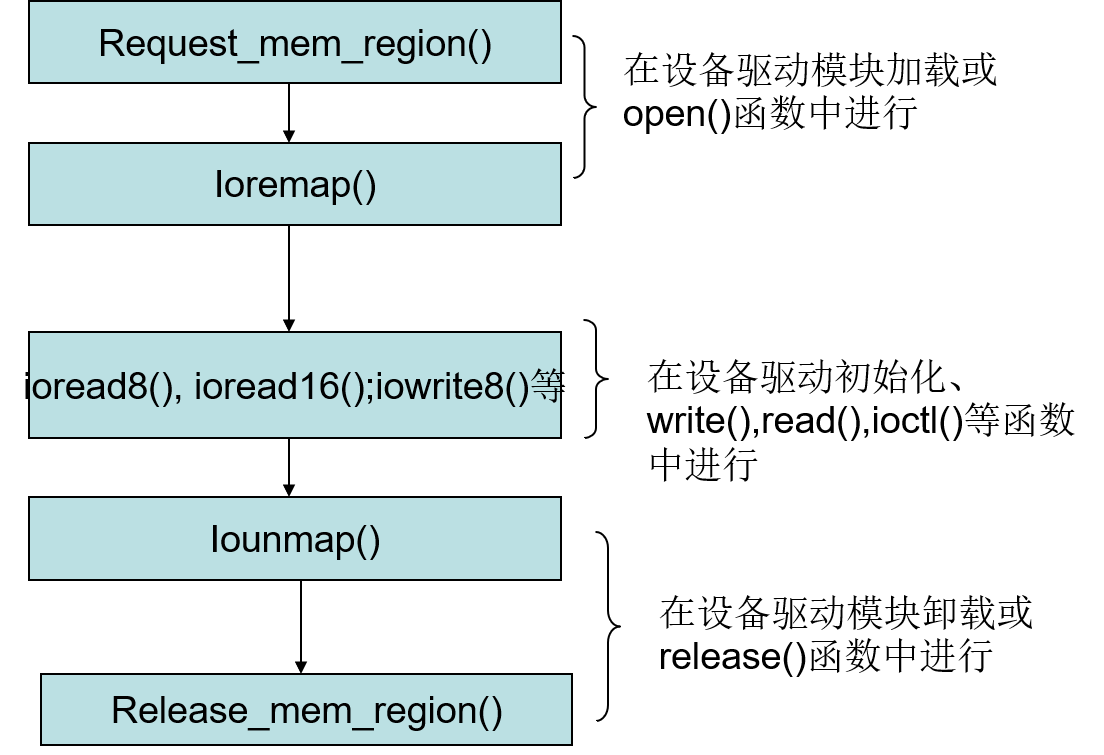 Request_mem_region()
在设备驱动模块加载或
open()函数中进行
Ioremap()
ioread8(), ioread16();iowrite8()等
在设备驱动初始化、
write(),read(),ioctl()等函数
中进行
Iounmap()
在设备驱动模块卸载或
release()函数中进行
Release_mem_region()